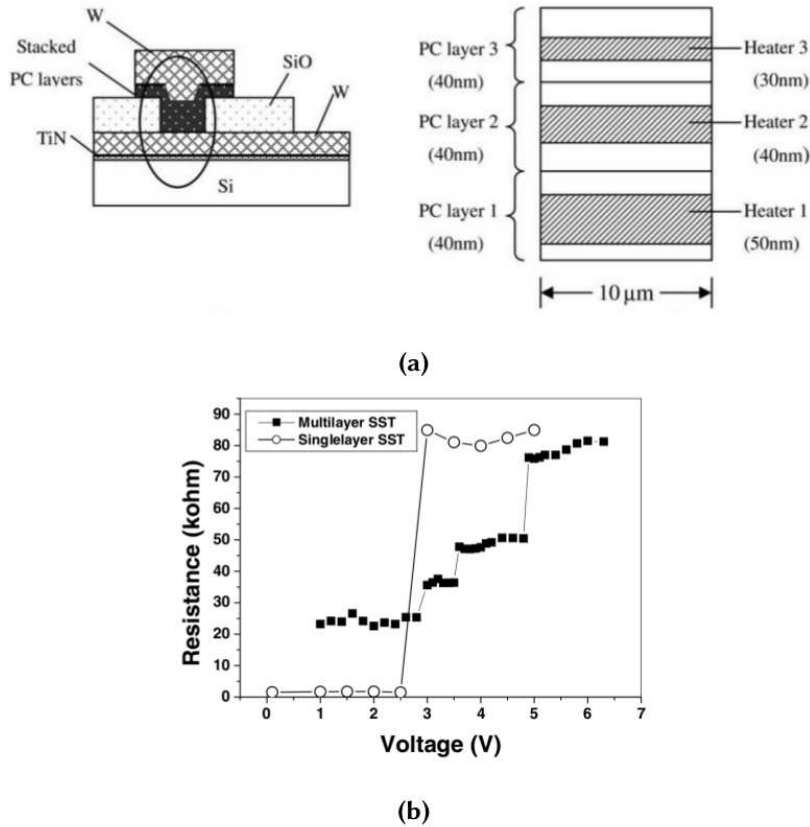 W
Stacked
PC layers
SiO
W
TiN
Si
PC layer 3
(40nm)
PC layer 2
(40nm)
PC layer 1
(40nm)
Heater 3
(30nm)
Heater 2
(40nm)
Heater 1
(50nm)
10 μm
(a)
90
80
70
60
50
40
30
20
10
0
Resistance (kohm)
Multilayer SST
Singlelayer SST
0 1 2 3 4 5 6 7
Voltage (V)
(b)